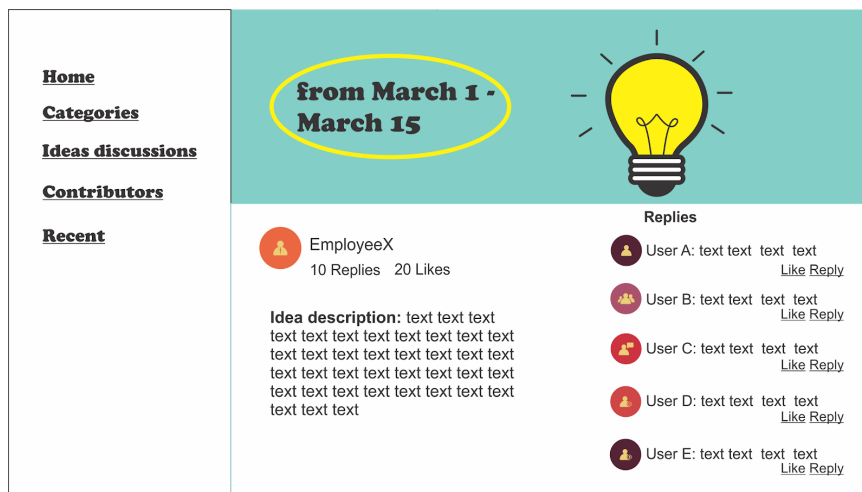 Home
Categories
Ideas discussions
Contributors
Recent
from March 1 -
March 15
EmployeeX
10 Replies 20 Likes
Idea description: text text text
text text text text text text text text
text text text text text text text text
text text text text text text text text
text text text text text text text text
text text text
Replies
User A: text text text text
Like Reply
User B: text text text text
Like Reply
User C: text text text text
Like Reply
User D: text text text text
Like Reply
User E: text text text text
Like Reply